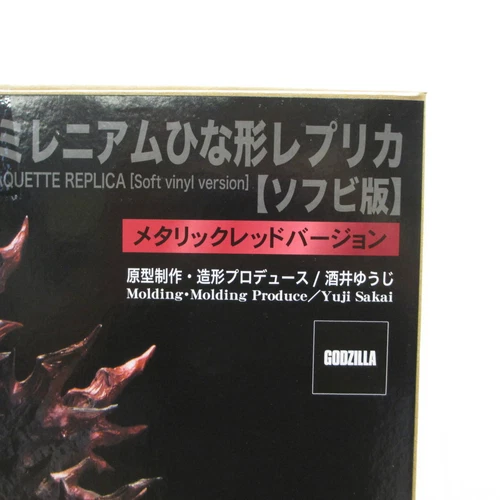 ミレニアムひな形レプリカ
QUETTE REPLICA [Soft vinyl version]
【ソフビ版】
メタリックレッドバージョン
原型制作・造形プロデュース / 酒井ゆうじ
Molding・Molding Produce／Yuji Sakai
GODZILLA